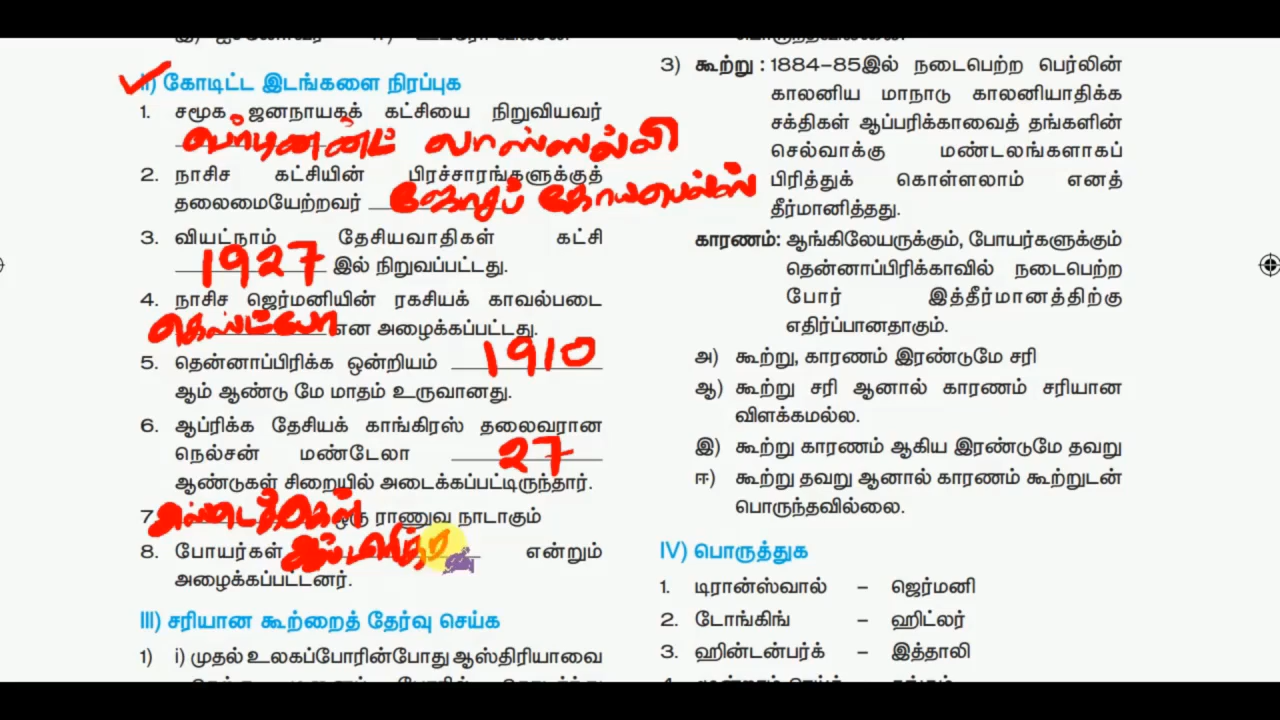 II) கோடிட்ட இடங்களை நிரப்புக
1. சமூக ஜனநாயகக் கட்சியை நிறுவியவர்
பெர்டினன்ட் லாஸ்ஸல்லி
2. நாசிச கட்சியின் பிரச்சாரங்களுக்குத்
தலைமையேற்றவர் ஜோசப் கோயபெல்ஸ்
3. வியட்நாம் தேசியவாதிகள் கட்சி
1927 இல் நிறுவப்பட்டது.
4. நாசிச ஜெர்மனியின் ரகசியக் காவல்படை
கெஸ்டபோ என அழைக்கப்பட்டது.
5. தென்னாப்பிரிக்க ஒன்றியம் 1910
ஆம் ஆண்டு மே மாதம் உருவானது.
6. ஆப்ரிக்க தேசியக் காங்கிரஸ் தலைவரான
நெல்சன் மண்டேலா 27
ஆண்டுகள் சிறையில் அடைக்கப்பட்டிருந்தார்.
7. ஒரு ராணுவ நாடாகும்
8. போயர்கள் என்றும்
அழைக்கப்பட்டனர்.
III) சரியான கூற்றைத் தேர்வு செய்க
1) i) முதல் உலகப்போரின்போது ஆஸ்திரியாவை
பொருந்தவில்லை.
3) கூற்று : 1884–85இல் நடைபெற்ற பெர்லின்
காலனிய மாநாடு காலனியாதிக்க
சக்திகள் ஆப்பரிக்காவைத் தங்களின்
செல்வாக்கு மண்டலங்களாகப்
பிரித்துக் கொள்ளலாம் எனத்
தீர்மானித்தது.
காரணம்: ஆங்கிலேயருக்கும், போயர்களுக்கும்
தென்னாப்பிரிக்காவில் நடைபெற்ற
போர் இத்தீர்மானத்திற்கு
எதிர்ப்பானதாகும்.
அ) கூற்று, காரணம் இரண்டுமே சரி
ஆ) கூற்று சரி ஆனால் காரணம் சரியான
விளக்கமல்ல.
இ) கூற்று காரணம் ஆகிய இரண்டுமே தவறு
ஈ) கூற்று தவறு ஆனால் காரணம் கூற்றுடன்
பொருந்தவில்லை.
IV) பொருத்துக
1. டிரான்ஸ்வால் – ஜெர்மனி
2. டோங்கிங் – ஹிட்லர்
3. ஹின்டன்பர்க் – இத்தாலி